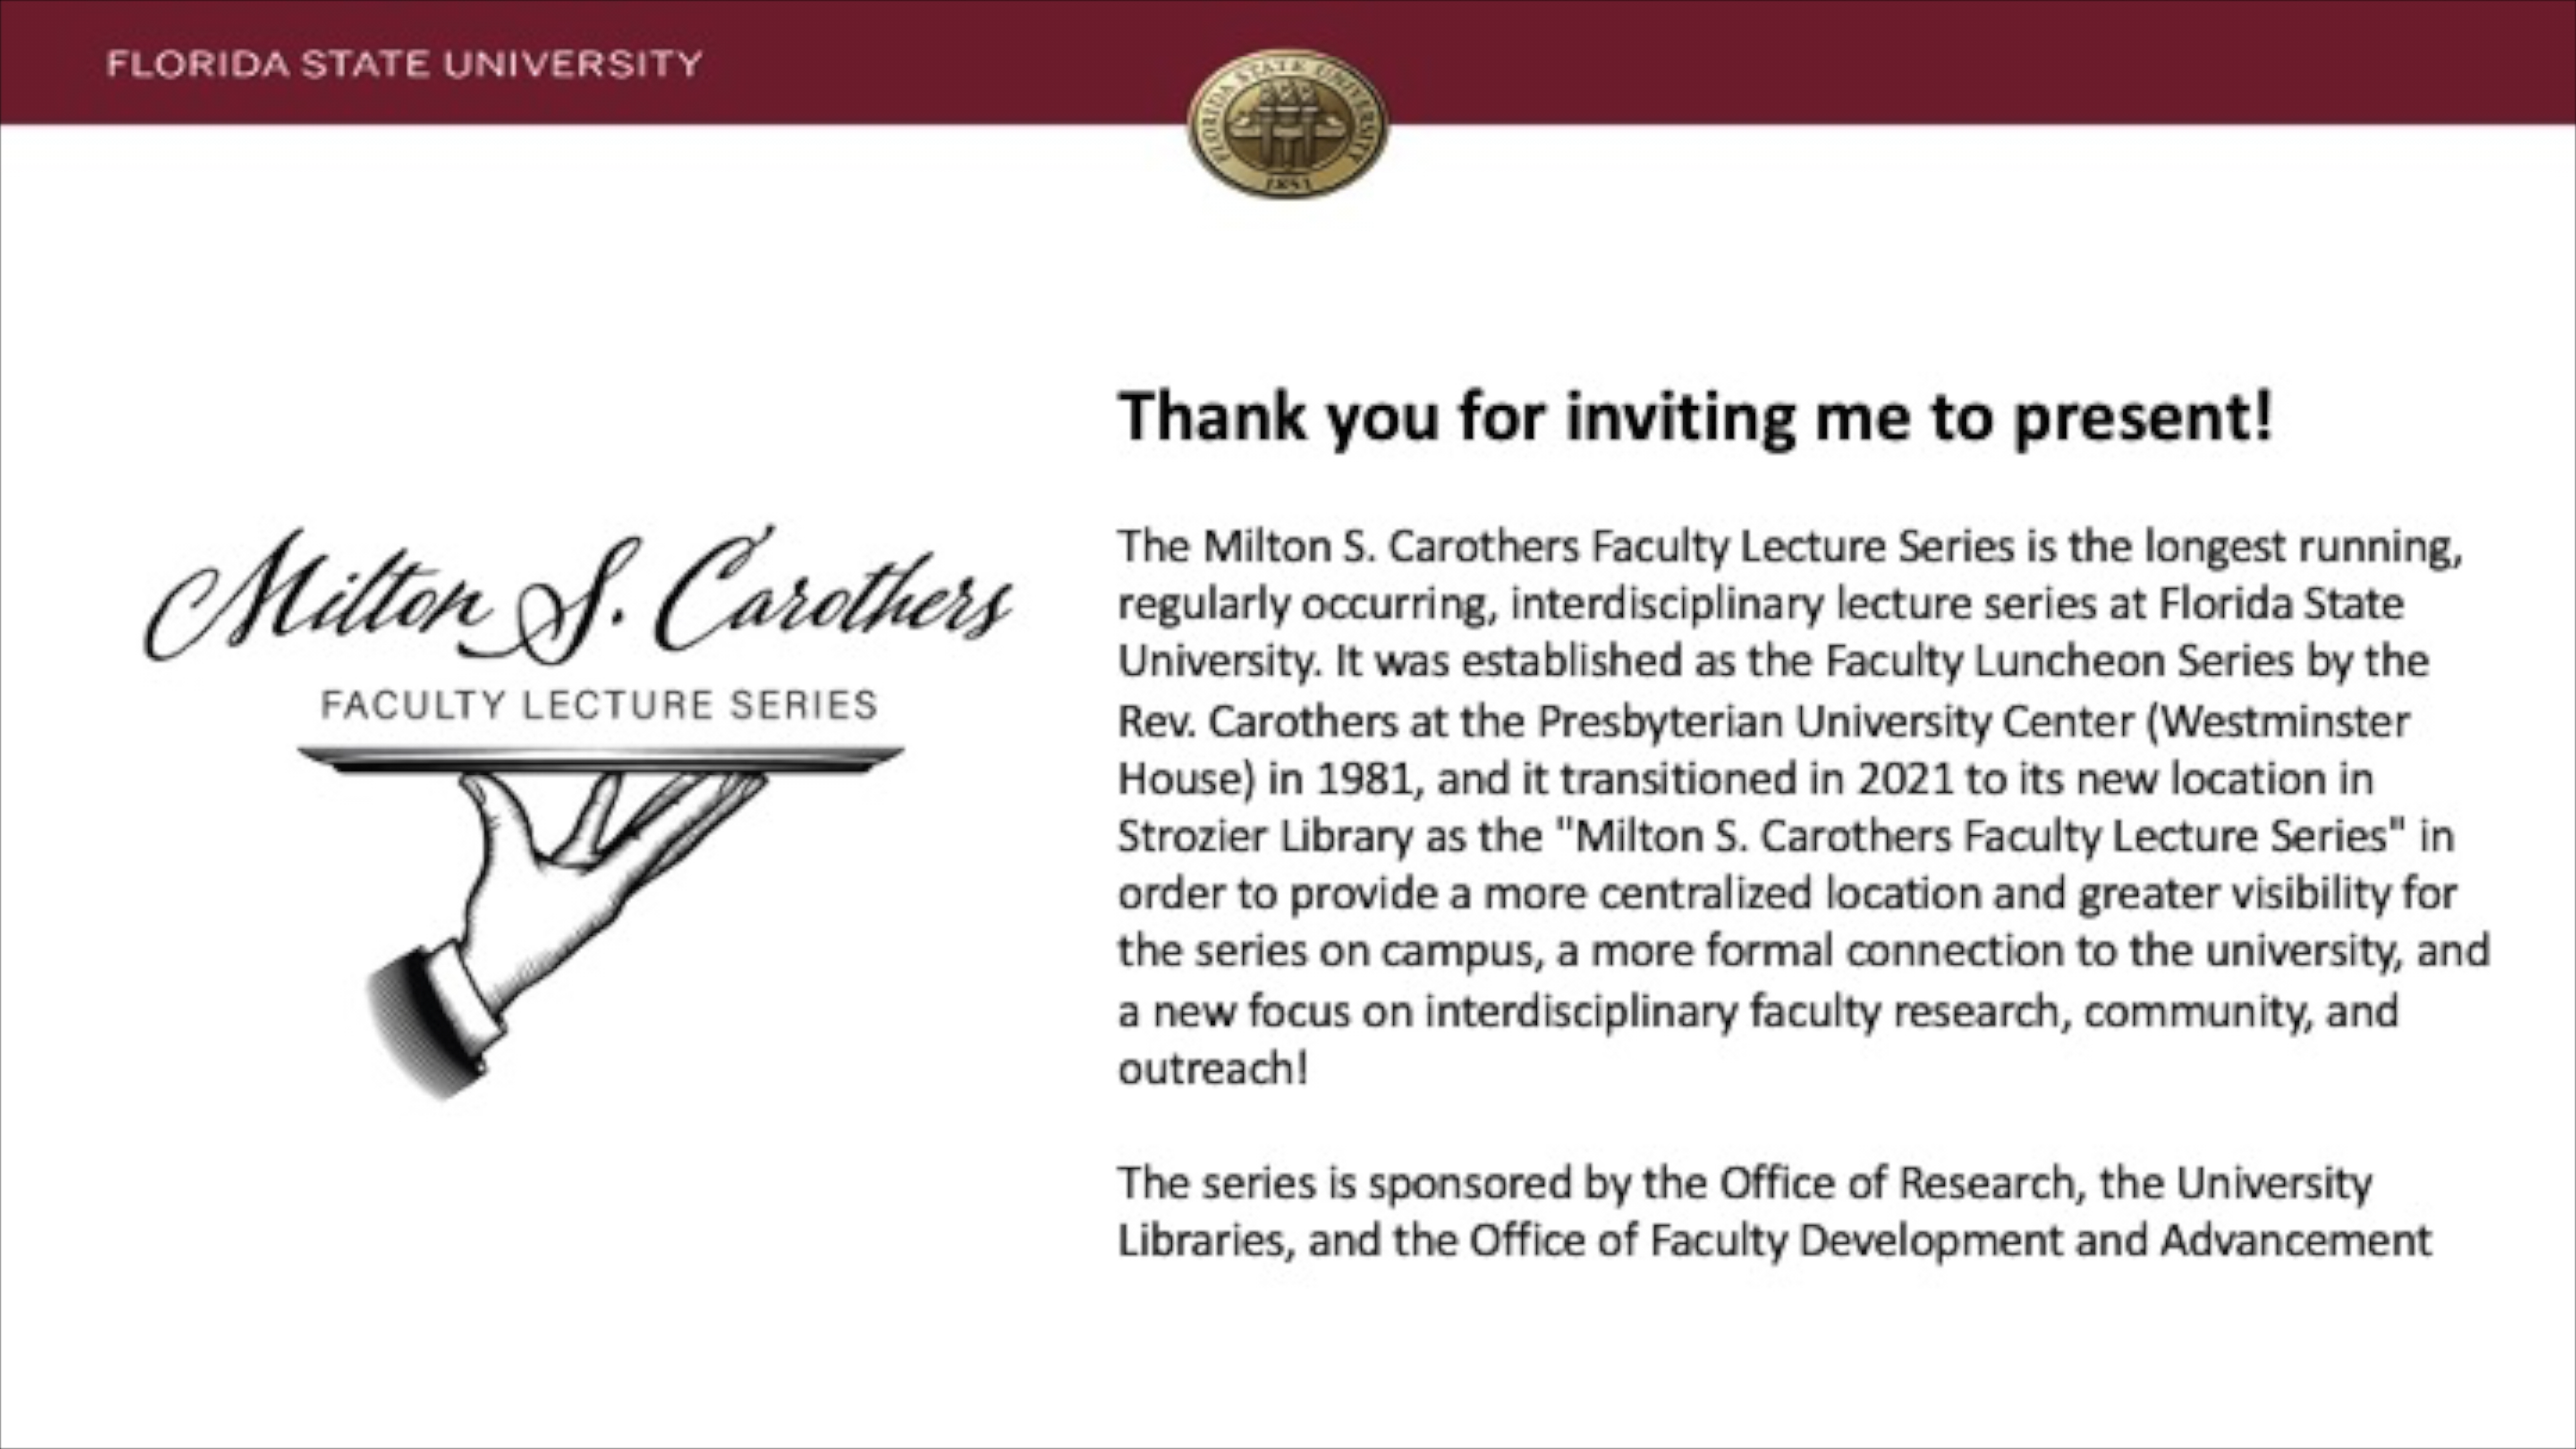 FLORIDA STATE UNIVERSITY
FLORIDA STATE UNIVERSITY
1851
Milton S. Carothers
FACULTY LECTURE SERIES
Thank you for inviting me to present!
The Milton S. Carothers Faculty Lecture Series is the longest running,
regularly occurring, interdisciplinary lecture series at Florida State
University. It was established as the Faculty Luncheon Series by the
Rev. Carothers at the Presbyterian University Center (Westminster
House) in 1981, and it transitioned in 2021 to its new location in
Strozier Library as the "Milton S. Carothers Faculty Lecture Series" in
order to provide a more centralized location and greater visibility for
the series on campus, a more formal connection to the university, and
a new focus on interdisciplinary faculty research, community, and
outreach!
The series is sponsored by the Office of Research, the University
Libraries, and the Office of Faculty Development and Advancement